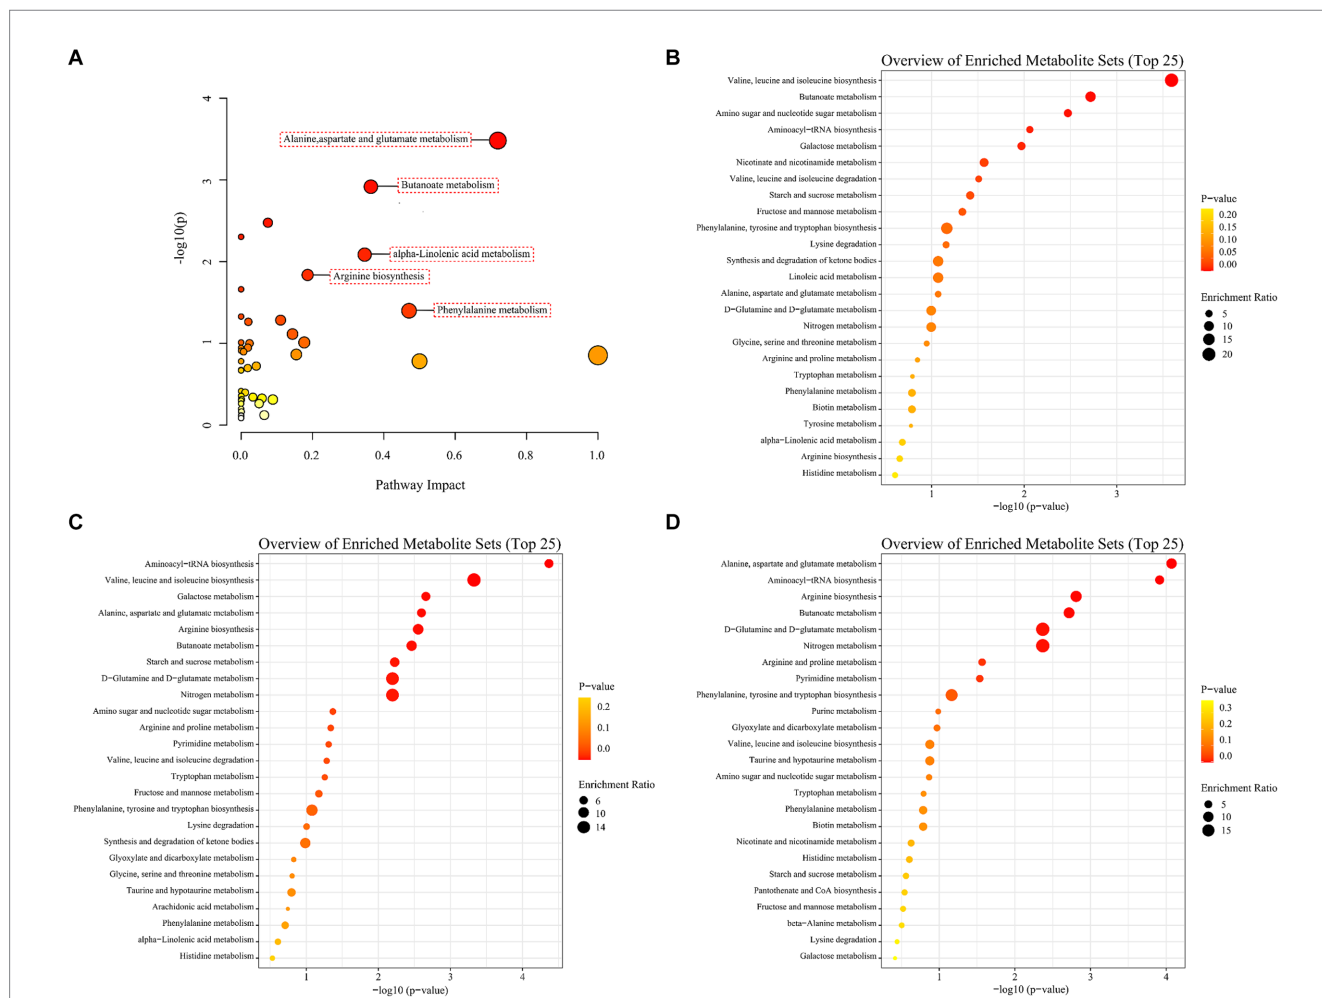 A
4
3
2
1
0
-log10(p)
Alanine,aspartate and glutamate metabolism
Butanoate metabolism
alpha-Linolenic acid metabolism
Arginine biosynthesis
Phenylalanine metabolism
0.0 0.2 0.4 0.6 0.8 1.0
Pathway Impact
B
Overview of Enriched Metabolite Sets (Top 25)
Valine, leucine and isoleucine biosynthesis
Butanoate metabolism
Amino sugar and nucleotide sugar metabolism
Aminoacyl−tRNA biosynthesis
Galactose metabolism
Nicotinate and nicotinamide metabolism
Valine, leucine and isoleucine degradation
Starch and sucrose metabolism
Fructose and mannose metabolism
Phenylalanine, tyrosine and tryptophan biosynthesis
Lysine degradation
Synthesis and degradation of ketone bodies
Linoleic acid metabolism
Alanine, aspartate and glutamate metabolism
D−Glutamine and D−glutamate metabolism
Nitrogen metabolism
Glycine, serine and threonine metabolism
Arginine and proline metabolism
Tryptophan metabolism
Phenylalanine metabolism
Biotin metabolism
Tyrosine metabolism
alpha−Linolenic acid metabolism
Arginine biosynthesis
Histidine metabolism
1 2 3
−log10 (p−value)
P−value
0.20
0.15
0.10
0.05
0.00
Enrichment Ratio
5
10
15
20
C
Overview of Enriched Metabolite Sets (Top 25)
Aminoacyl−tRNA biosynthesis
Valine, leucine and isoleucine biosynthesis
Galactose metabolism
Alanine, aspartate and glutamate metabolism
Arginine biosynthesis
Butanoate metabolism
Starch and sucrose metabolism
D−Glutamine and D−glutamate metabolism
Nitrogen metabolism
Amino sugar and nucleotide sugar metabolism
Arginine and proline metabolism
Pyrimidine metabolism
Valine, leucine and isoleucine degradation
Tryptophan metabolism
Fructose and mannose metabolism
Phenylalanine, tyrosine and tryptophan biosynthesis
Lysine degradation
Synthesis and degradation of ketone bodies
Glyoxylate and dicarboxylate metabolism
Glycine, serine and threonine metabolism
Taurine and hypotaurine metabolism
Arachidonic acid metabolism
Phenylalanine metabolism
alpha−Linolenic acid metabolism
Histidine metabolism
1 2 3 4
−log10 (p−value)
P−value
0.2
0.1
0.0
Enrichment Ratio
6
10
14
D
Overview of Enriched Metabolite Sets (Top 25)
Alanine, aspartate and glutamate metabolism
Aminoacyl−tRNA biosynthesis
Arginine biosynthesis
Butanoate metabolism
D−Glutamine and D−glutamate metabolism
Nitrogen metabolism
Arginine and proline metabolism
Pyrimidine metabolism
Phenylalanine, tyrosine and tryptophan biosynthesis
Purine metabolism
Glyoxylate and dicarboxylate metabolism
Valine, leucine and isoleucine biosynthesis
Taurine and hypotaurine metabolism
Amino sugar and nucleotide sugar metabolism
Tryptophan metabolism
Phenylalanine metabolism
Biotin metabolism
Nicotinate and nicotinamide metabolism
Histidine metabolism
Starch and sucrose metabolism
Pantothenate and CoA biosynthesis
Fructose and mannose metabolism
beta−Alanine metabolism
Lysine degradation
Galactose metabolism
1 2 3 4
−log10 (p−value)
P−value
0.3
0.2
0.1
0.0
Enrichment Ratio
5
10
15